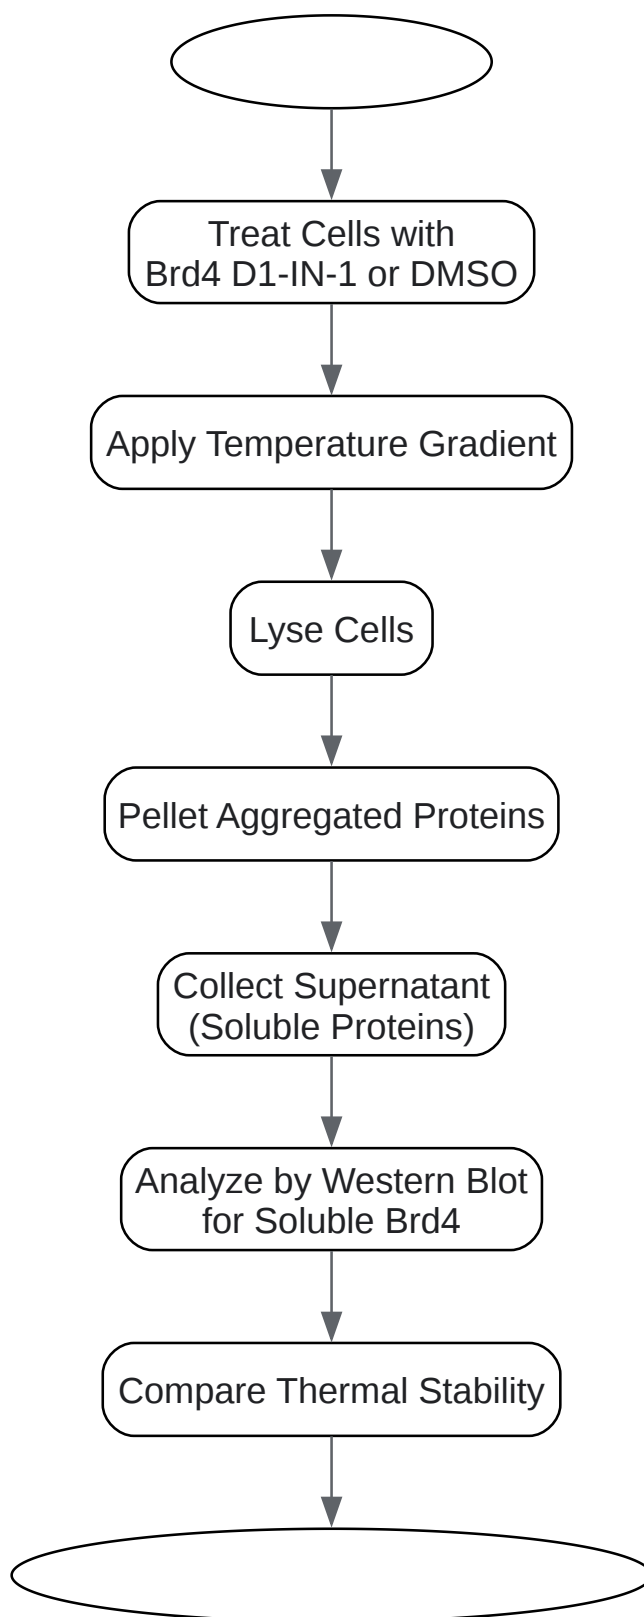 Treat Cells with
Brd4 D1-IN-1 or DMSO
Apply Temperature Gradient
Lyse Cells
Pellet Aggregated Proteins
Collect Supernatant
(Soluble Proteins)
Analyze by Western Blot
for Soluble Brd4
Compare Thermal Stability